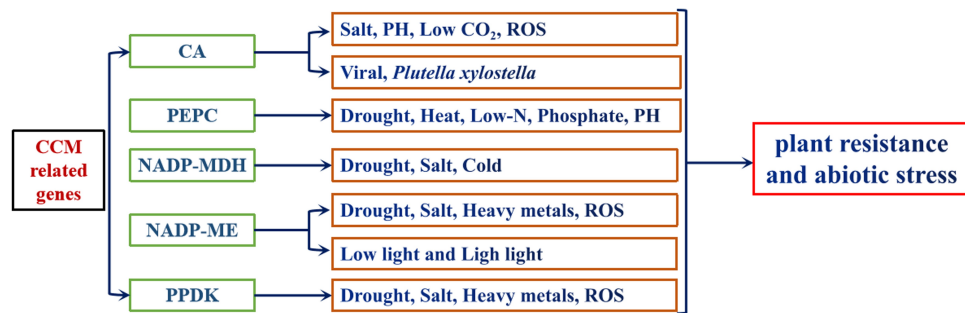 CCM
related
genes
CA
Salt, PH, Low CO₂, ROS
Viral, Plutella xylostella
PEPC
Drought, Heat, Low-N, Phosphate, PH
NADP-MDH
Drought, Salt, Cold
NADP-ME
Drought, Salt, Heavy metals, ROS
Low light and Ligh light
PPDK
Drought, Salt, Heavy metals, ROS
plant resistance
and abiotic stress